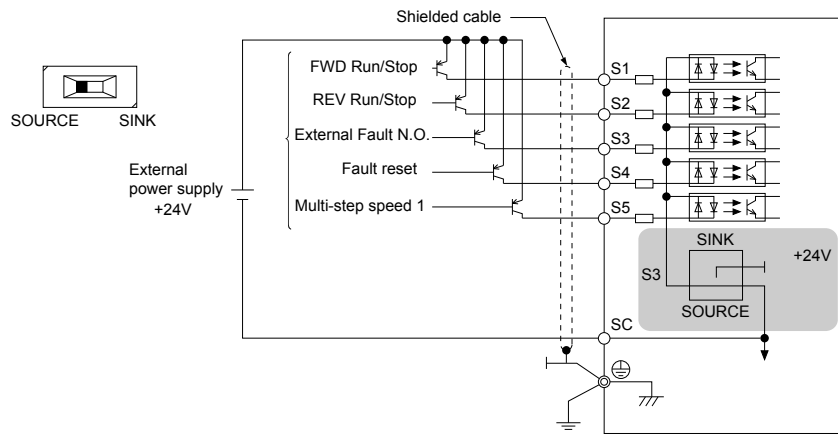 Shielded cable
FWD Run/Stop
REV Run/Stop
External Fault N.O.
Fault reset
Multi-step speed 1
SOURCE SINK
External
power supply
+24V
S1
S2
S3
S4
S5
SINK
+24V
S3
SOURCE
SC